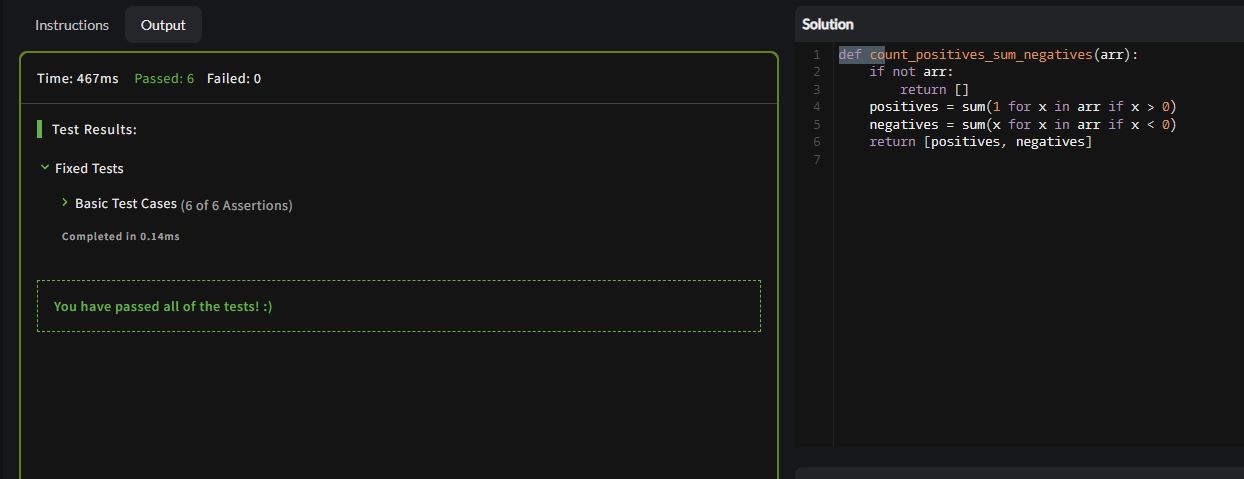 Instructions
Output
Time: 467ms Passed: 6 Failed: 0
Test Results:
Fixed Tests
Basic Test Cases (6 of 6 Assertions)
Completed in 0.14ms
You have passed all of the tests! :)
Solution
1 def count_positives_sum_negatives(arr):
2     if not arr:
3         return []
4     positives = sum(1 for x in arr if x > 0)
5     negatives = sum(x for x in arr if x < 0)
6     return [positives, negatives]
7